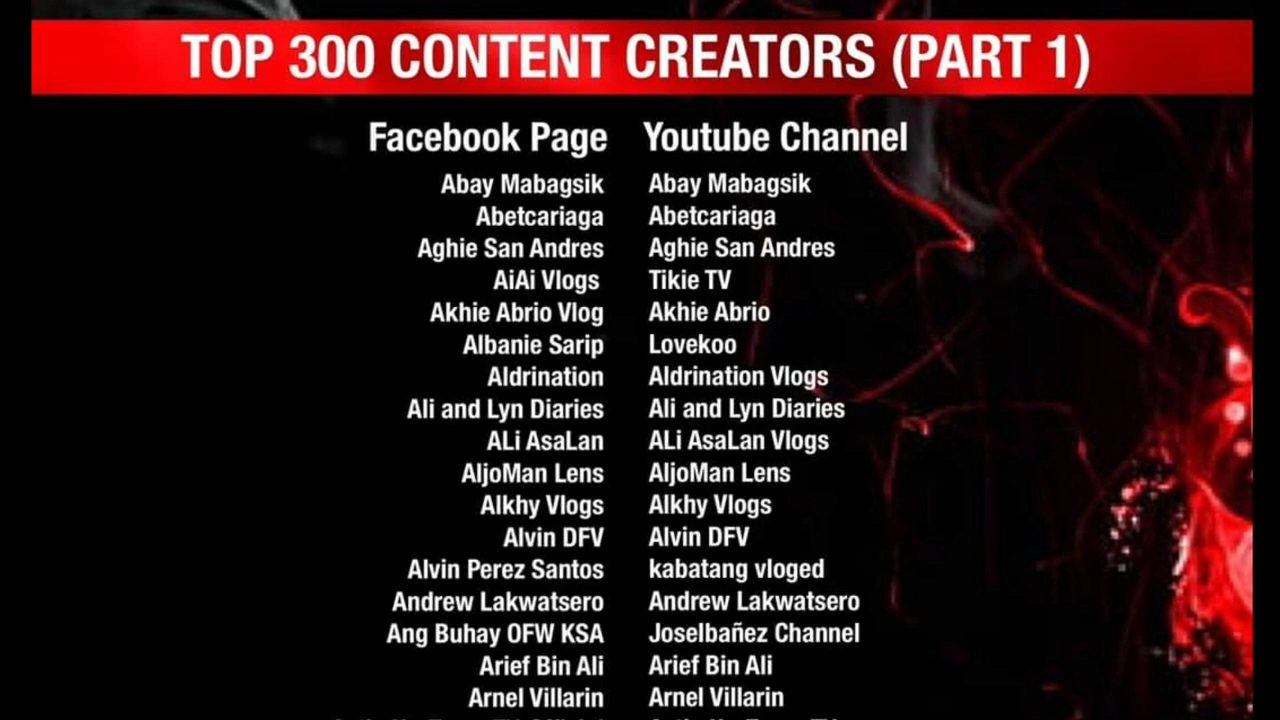 TOP 300 CONTENT CREATORS (PART 1)
Facebook Page Youtube Channel
Abay Mabagsik Abay Mabagsik
Abetcariaga Abetcariaga
Aghie San Andres Aghie San Andres
AiAi Vlogs Tikie TV
Akhie Abrio Vlog Akhie Abrio
Albanie Sarip Lovekoo
Aldrination Aldrination Vlogs
Ali and Lyn Diaries Ali and Lyn Diaries
ALi AsaLan ALi AsaLan Vlogs
AljoMan Lens AljoMan Lens
Alkhy Vlogs Alkhy Vlogs
Alvin DFV Alvin DFV
Alvin Perez Santos kabatang vloged
Andrew Lakwatsero Andrew Lakwatsero
Ang Buhay OFW KSA Joselbañez Channel
Arief Bin Ali Arief Bin Ali
Arnel Villarin Arnel Villarin